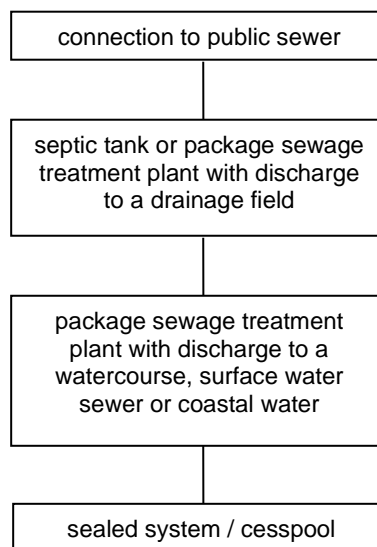 connection to public sewer
septic tank or package sewage
treatment plant with discharge
to a drainage field
package sewage treatment
plant with discharge to a
watercourse, surface water
sewer or coastal water
sealed system / cesspool